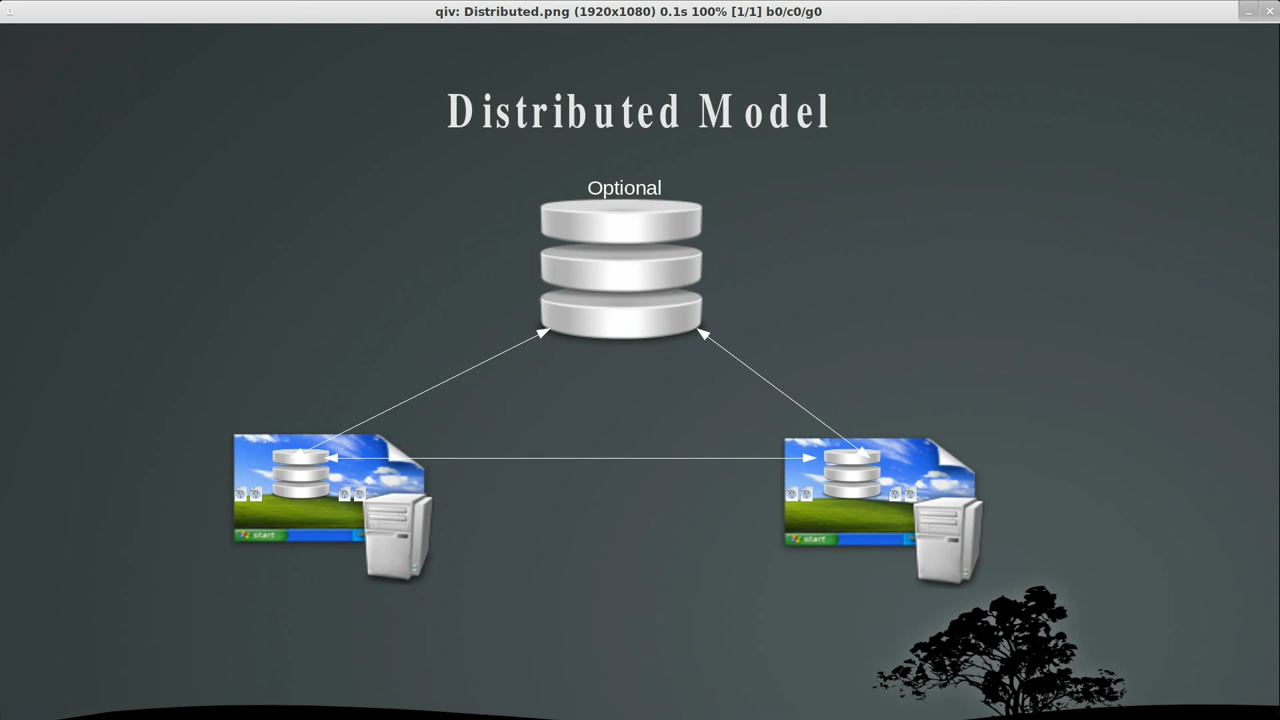 qiv: Distributed.png (1920x1080) 0.1s 100% [1/1] b0/c0/g0
Distributed Model
Optional
start
start